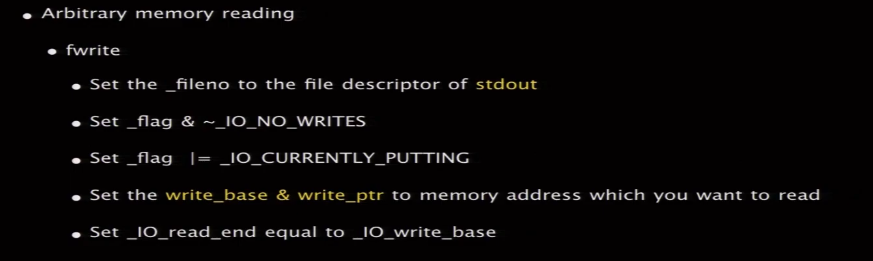 • Arbitrary memory reading
• fwrite
• Set the _fileno to the file descriptor of stdout
• Set _flag & ~_IO_NO_WRITES
• Set _flag |= _IO_CURRENTLY_PUTTING
• Set the write_base & write_ptr to memory address which you want to read
• Set _IO_read_end equal to _IO_write_base